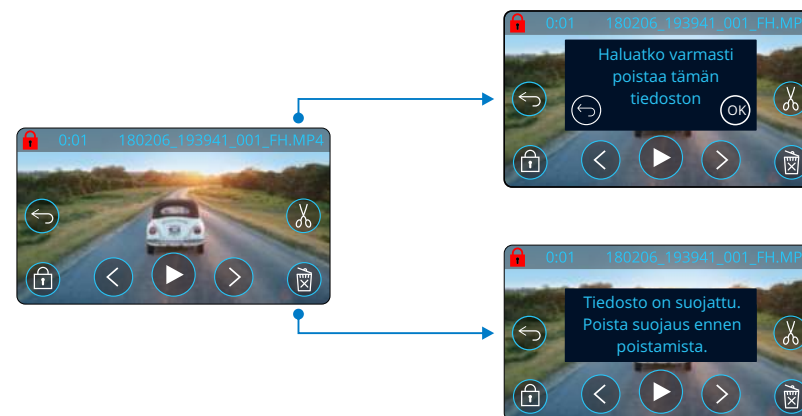 0:01 180206_193941_001_FH.MP
Haluatko varmasti
poistaa tämän
tiedoston
OK
0:01 180206_193941_001_FH.MP4
0:01 180206_193941_001_FH.MP
Tiedosto on suojattu.
Poista suojaus ennen
poistamista.